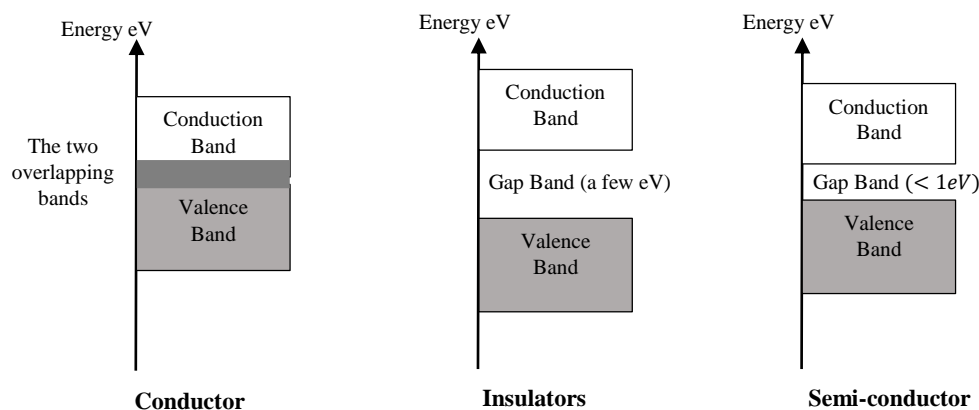 Energy eV
Conduction
Band
The two
overlapping
bands
Valence
Band
Conductor
Energy eV
Conduction
Band
Gap Band (a few eV)
Valence
Band
Insulators
Energy eV
Conduction
Band
Gap Band (< 1eV)
Valence
Band
Semi-conductor